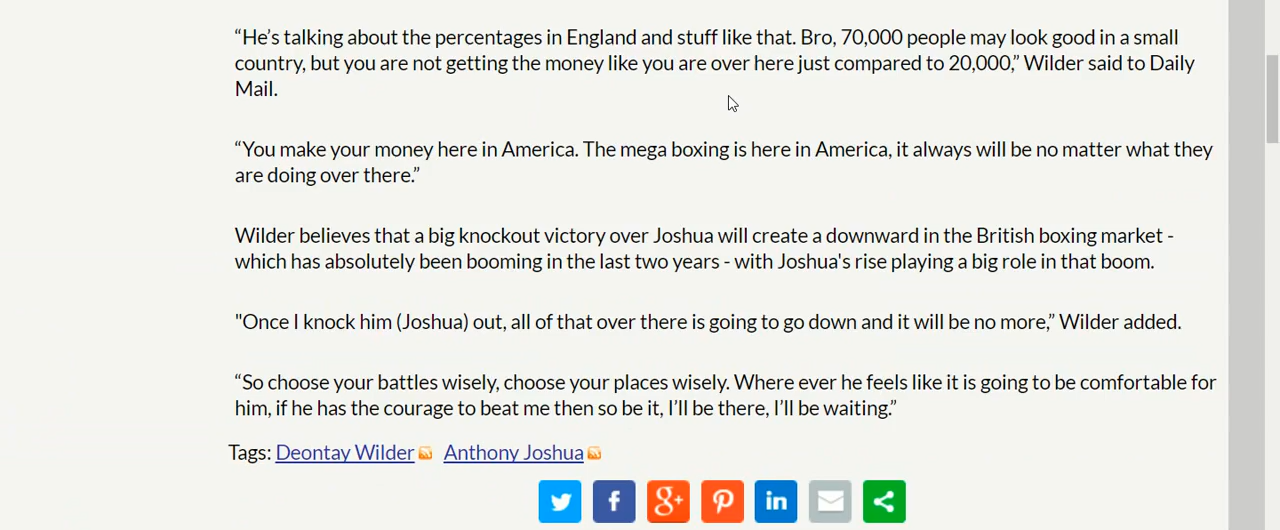 “He’s talking about the percentages in England and stuff like that. Bro, 70,000 people may look good in a small
country, but you are not getting the money like you are over here just compared to 20,000,” Wilder said to Daily
Mail.
“You make your money here in America. The mega boxing is here in America, it always will be no matter what they
are doing over there.”
Wilder believes that a big knockout victory over Joshua will create a downward in the British boxing market -
which has absolutely been booming in the last two years - with Joshua's rise playing a big role in that boom.
"Once I knock him (Joshua) out, all of that over there is going to go down and it will be no more,” Wilder added.
“So choose your battles wisely, choose your places wisely. Where ever he feels like it is going to be comfortable for
him, if he has the courage to beat me then so be it, I’ll be there, I’ll be waiting.”
Tags: Deontay Wilder Anthony Joshua
f g+ in